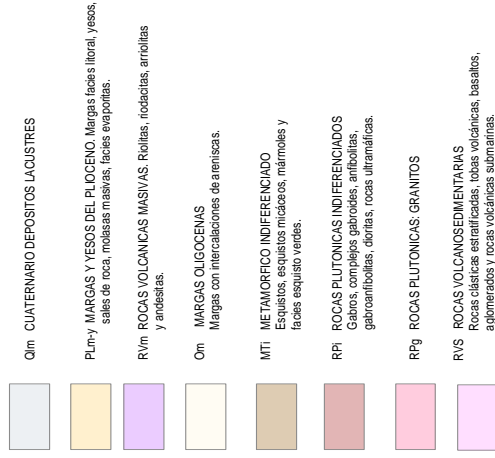 Qlm CUATERNARIO DEPOSITOS LACUSTRES
PLm-y MARGAS Y YESOS DEL PLIOCENO. Margas facies litoral, yesos,
sales de roca, molasas masivas, facies evaporitas.
RVm ROCAS VOLCANICAS MASIVAS. Riolitas, riodacitas, arriolitas
y andesitas.
Om MARGAS OLIGOCENAS
Margas con intercalaciones de areniscas.
MTi METAMORFICO INDIFERENCIADO
Esquistos, esquistos micáceos, mármoles y
facies esquisto verdes.
RPi ROCAS PLUTONICAS INDIFERENCIADOS
Gabros, complejos gabroides, anfibolitas,
gabroanfibolitas, dioritas, rocas ultramáficas.
RPg ROCAS PLUTONICAS: GRANITOS
RVS ROCAS VOLCANOSEDIMENTARIAS
Rocas clásticas estratificadas, tobas volcánicas, basaltos,
aglomerados y rocas volcánicas submarinas.